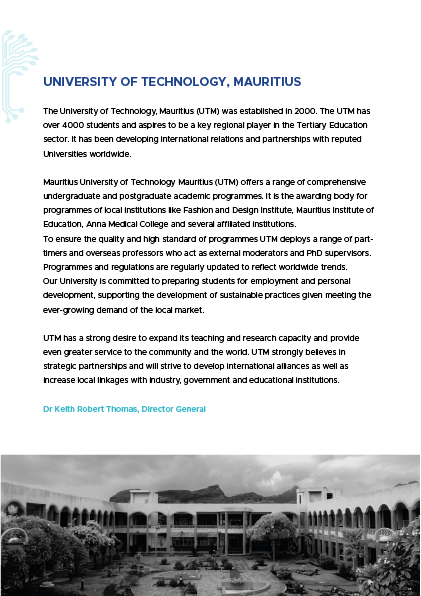 UNIVERSITY OF TECHNOLOGY, MAURITIUS
The University of Technology, Mauritius (UTM) was established in 2000. The UTM has
over 4000 students and aspires to be a key regional player in the Tertiary Education
sector. It has been developing international relations and partnerships with reputed
Universities worldwide.
Mauritius University of Technology Mauritius (UTM) offers a range of comprehensive
undergraduate and postgraduate academic programmes. It is the awarding body for
programmes of local institutions like Fashion and Design Institute, Mauritius Institute of
Education, Anna Medical College and several affiliated institutions.
To ensure the quality and high standard of programmes UTM deploys a range of part-
timers and overseas professors who act as external moderators and PhD supervisors.
Programmes and regulations are regularly updated to reflect worldwide trends.
Our University is committed to preparing students for employment and personal
development, supporting the development of sustainable practices given meeting the
ever-growing demand of the local market.
UTM has a strong desire to expand its teaching and research capacity and provide
even greater service to the community and the world. UTM strongly believes in
strategic partnerships and will strive to develop international alliances as well as
increase local linkages with industry, government and educational institutions.
Dr Keith Robert Thomas, Director General